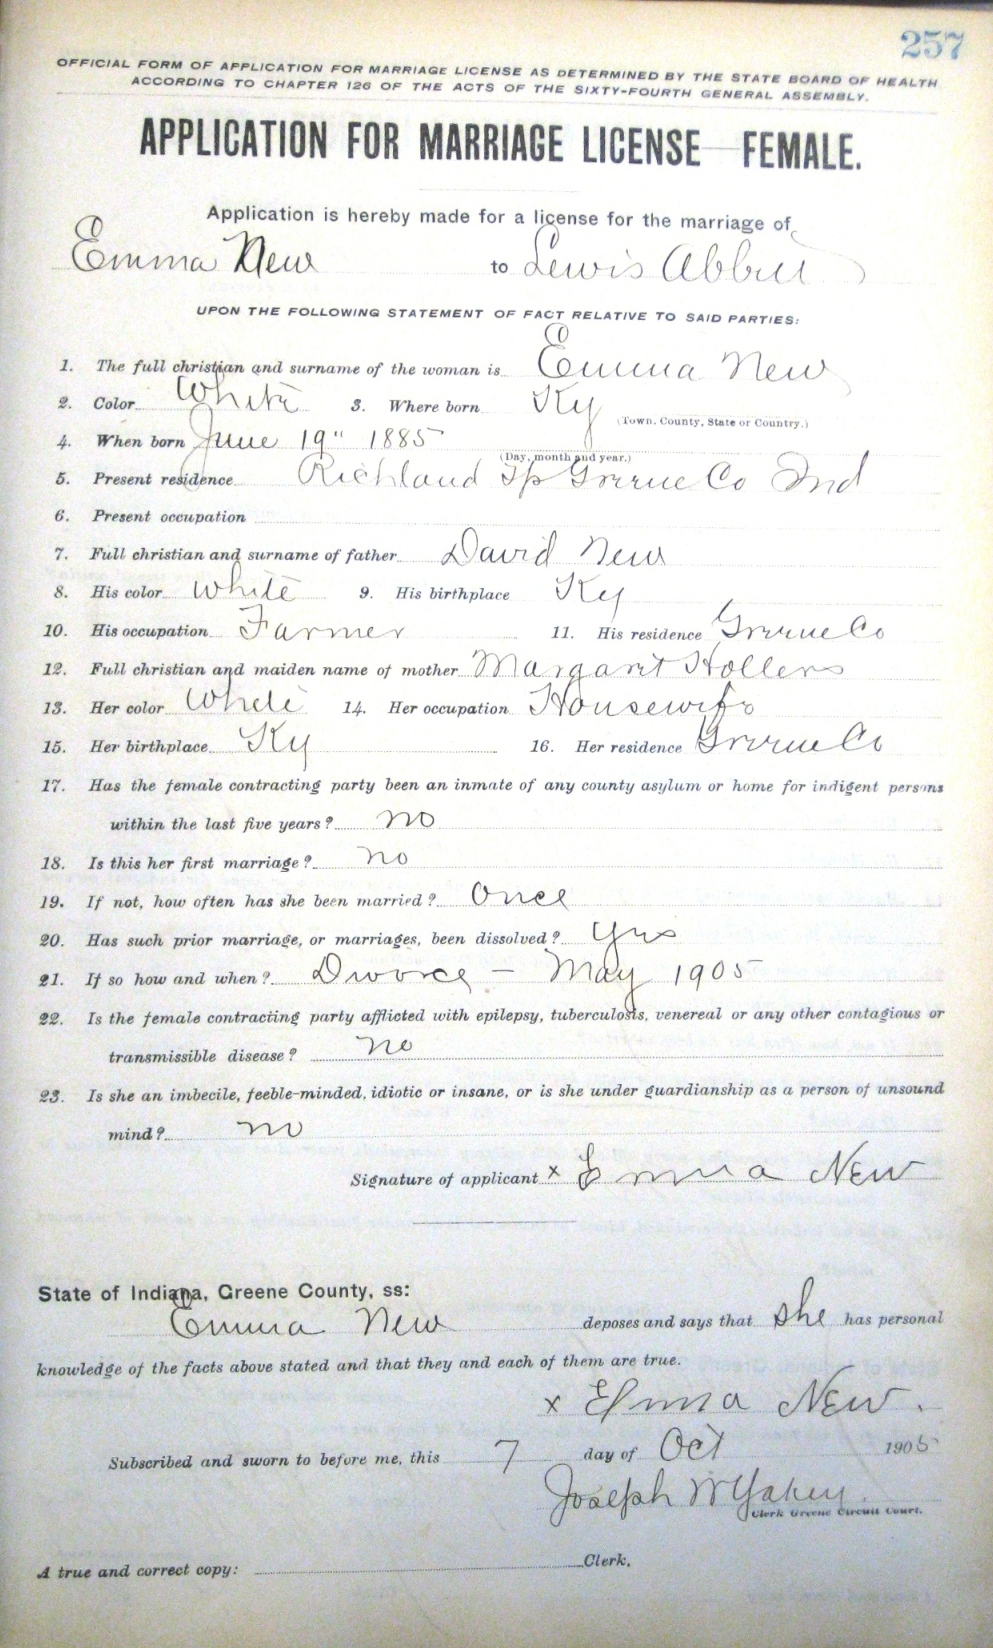 257
OFFICIAL FORM OF APPLICATION FOR MARRIAGE LICENSE AS DETERMINED BY THE STATE BOARD OF HEALTH
ACCORDING TO CHAPTER 126 OF THE ACTS OF THE SIXTY-FOURTH GENERAL ASSEMBLY.
APPLICATION FOR MARRIAGE LICENSE FEMALE.
Application is hereby made for a license for the marriage of
Emma New to Lewis Abbitt
UPON THE FOLLOWING STATEMENT OF FACT RELATIVE TO SAID PARTIES:
1. The full christian and surname of the woman is Emma New
2. Color White 3. Where born Ky
(Town, County, State or Country.)
4. When born June 19" 1885
(Day, month and year.)
5. Present residence Richland Tp Greene Co Ind
6. Present occupation
7. Full christian and surname of father David New
8. His color White 9. His birthplace Ky
10. His occupation Farmer 11. His residence Greene Co
12. Full christian and maiden name of mother Margaret Hollers
13. Her color White 14. Her occupation Housewife
15. Her birthplace Ky 16. Her residence Greene Co
17. Has the female contracting party been an inmate of any county asylum or home for indigent persons
within the last five years? no
18. Is this her first marriage? no
19. If not, how often has she been married? Once
20. Has such prior marriage, or marriages, been dissolved? Yes
21. If so how and when? Divorce - May 1905
22. Is the female contracting party afflicted with epilepsy, tuberculosis, venereal or any other contagious or
transmissible disease? no
23. Is she an imbecile, feeble-minded, idiotic or insane, or is she under guardianship as a person of unsound
mind? no
Signature of applicant x Emma New
State of Indiana, Greene County, ss:
Emma New deposes and says that she has personal
knowledge of the facts above stated and that they and each of them are true.
x Emma New.
Subscribed and sworn to before me, this 7 day of Oct 1905
Joseph W Yakey
Clerk Greene Circuit Court.
A true and correct copy: Clerk.